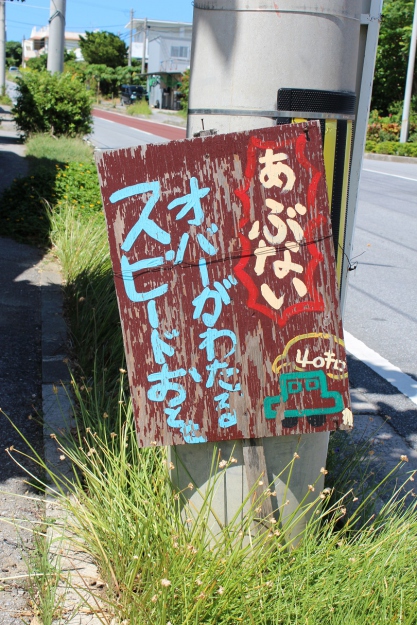 あぶない
オバーがわたる
スピードおとせ
40キロ